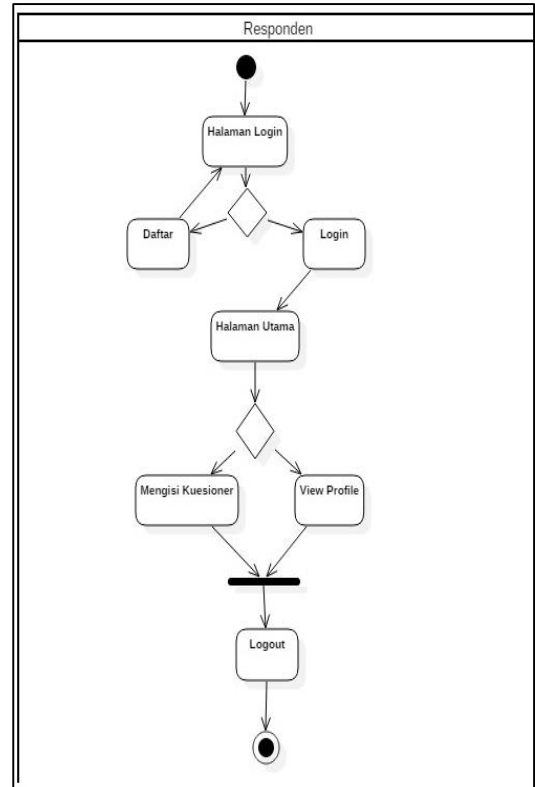 Responden
Halaman Login
Daftar
Login
Halaman Utama
Mengisi Kuesioner
View Profile
Logout